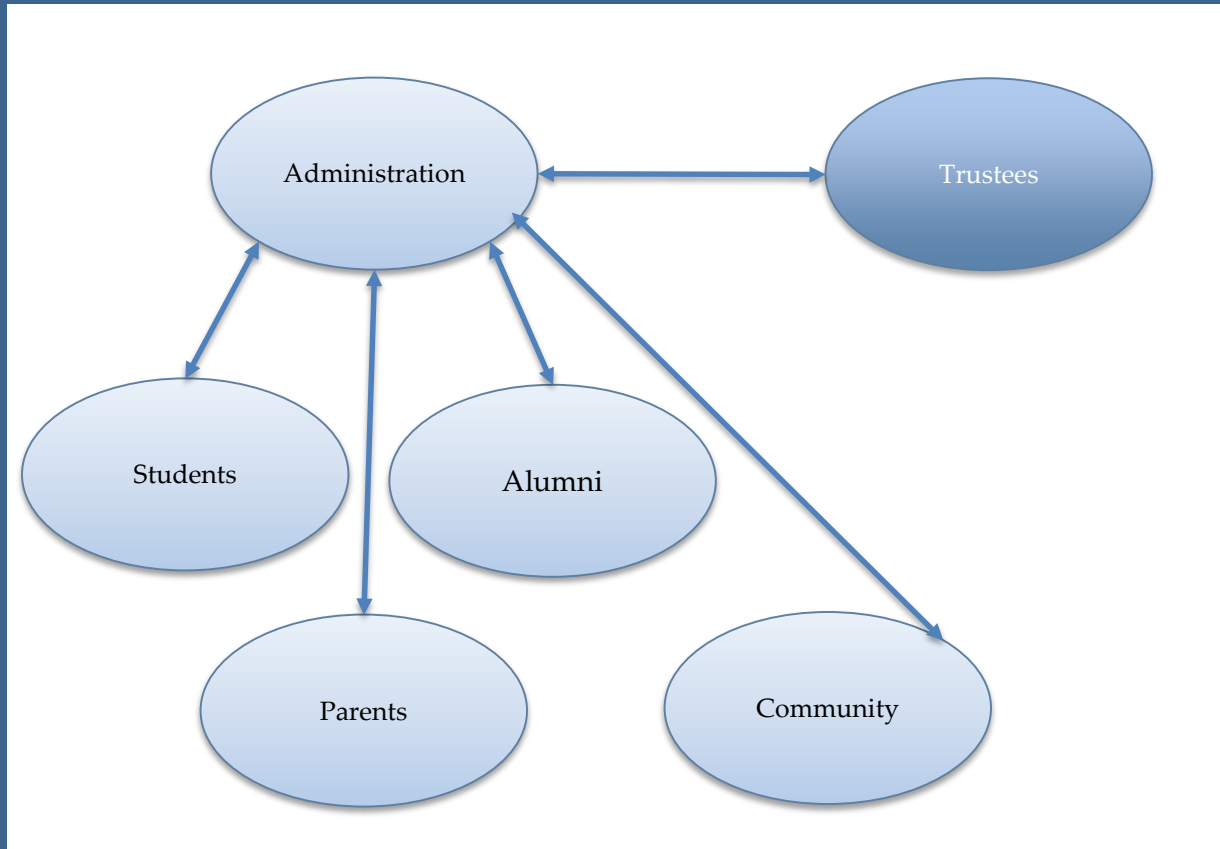 Administration
Trustees
Students
Alumni
Parents
Community